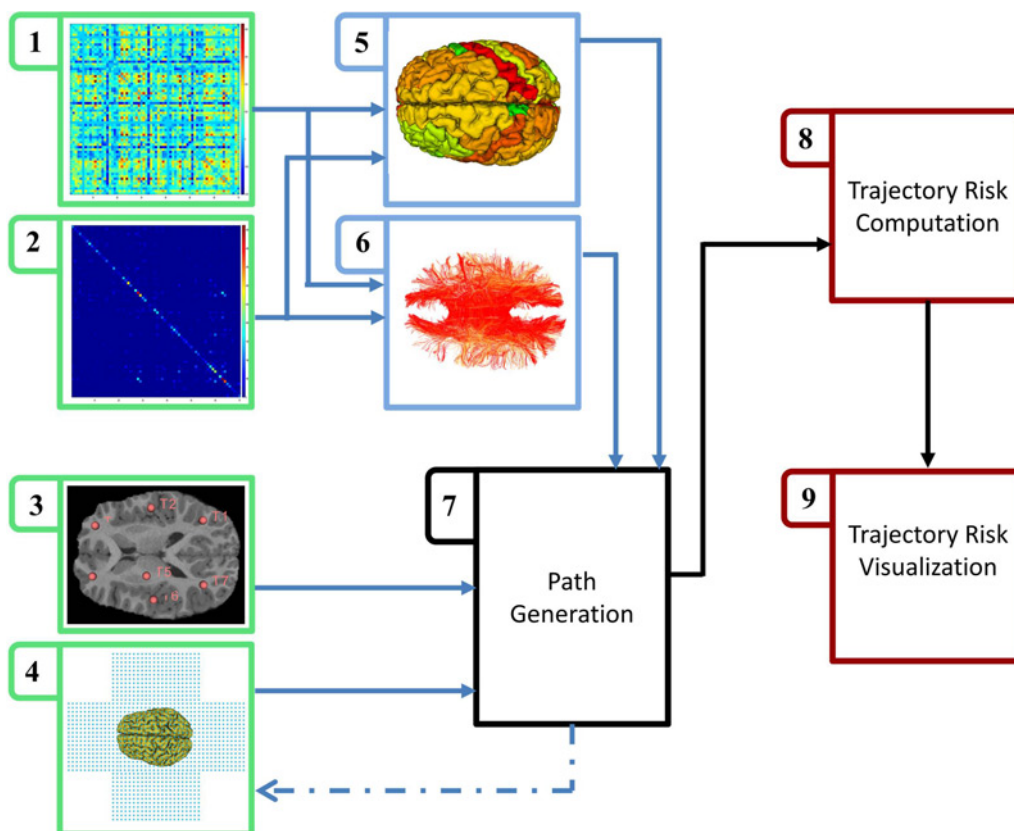 1
5
8
Trajectory Risk
Computation
2
6
3
T2
T1
T5
T7
7
9
Trajectory Risk
Visualization
Path
Generation
4